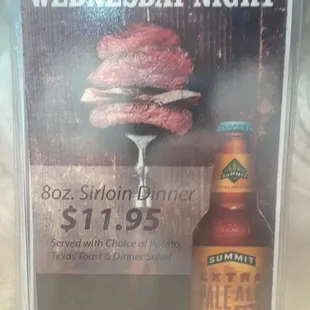 WEDNESDAY NIGHT
8oz. Sirloin Dinner
$11.95
Served with Choice of Potato,
Texas Toast & Dinner Salad
SUMMIT
SUMMIT
EXTRA
PALE ALE